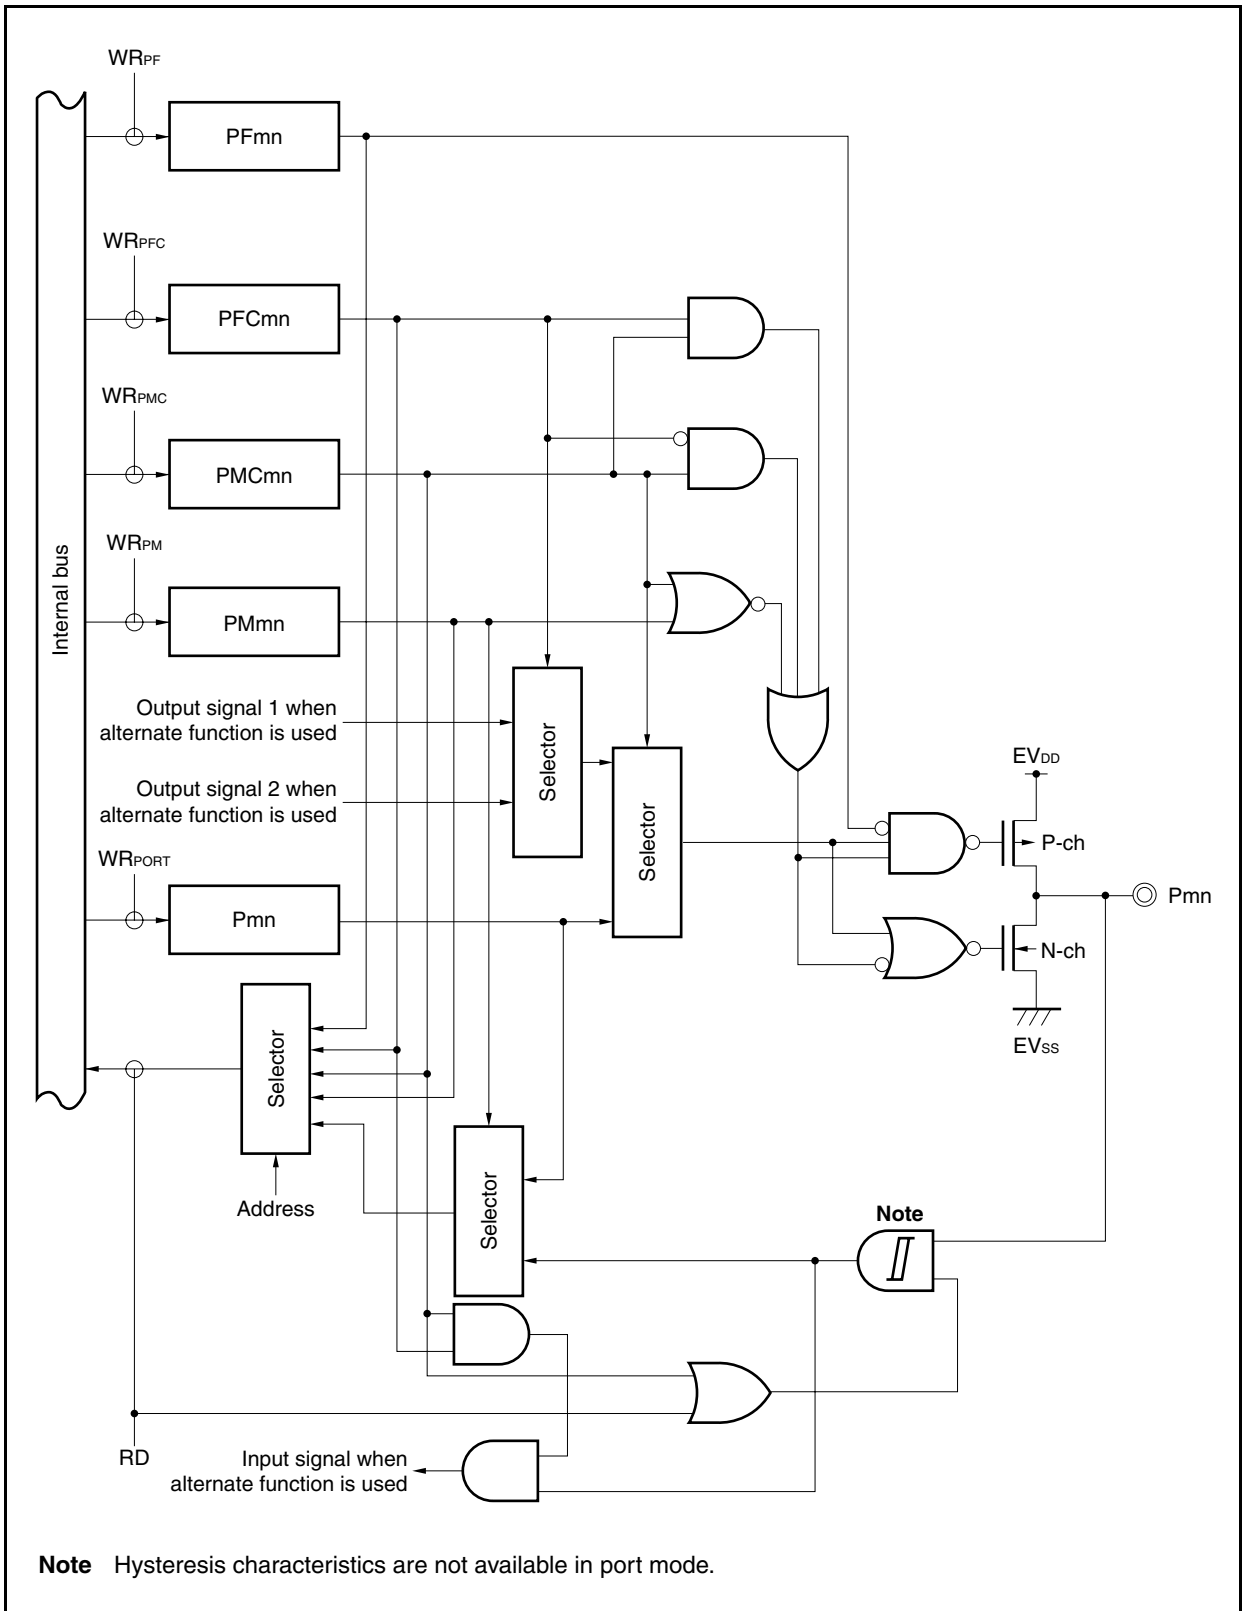 WRPF
PFmn
WRPFC
PFCmn
WRPMC
PMCmn
WRPM
PMmn
Internal bus
Output signal 1 when
alternate function is used
Selector
Output signal 2 when
alternate function is used
Selector
EVDD
P-ch
WRPORT
Pmn
Pmn
N-ch
EVSS
Selector
Address
Selector
Note
RD
Input signal when
alternate function is used
Note Hysteresis characteristics are not available in port mode.